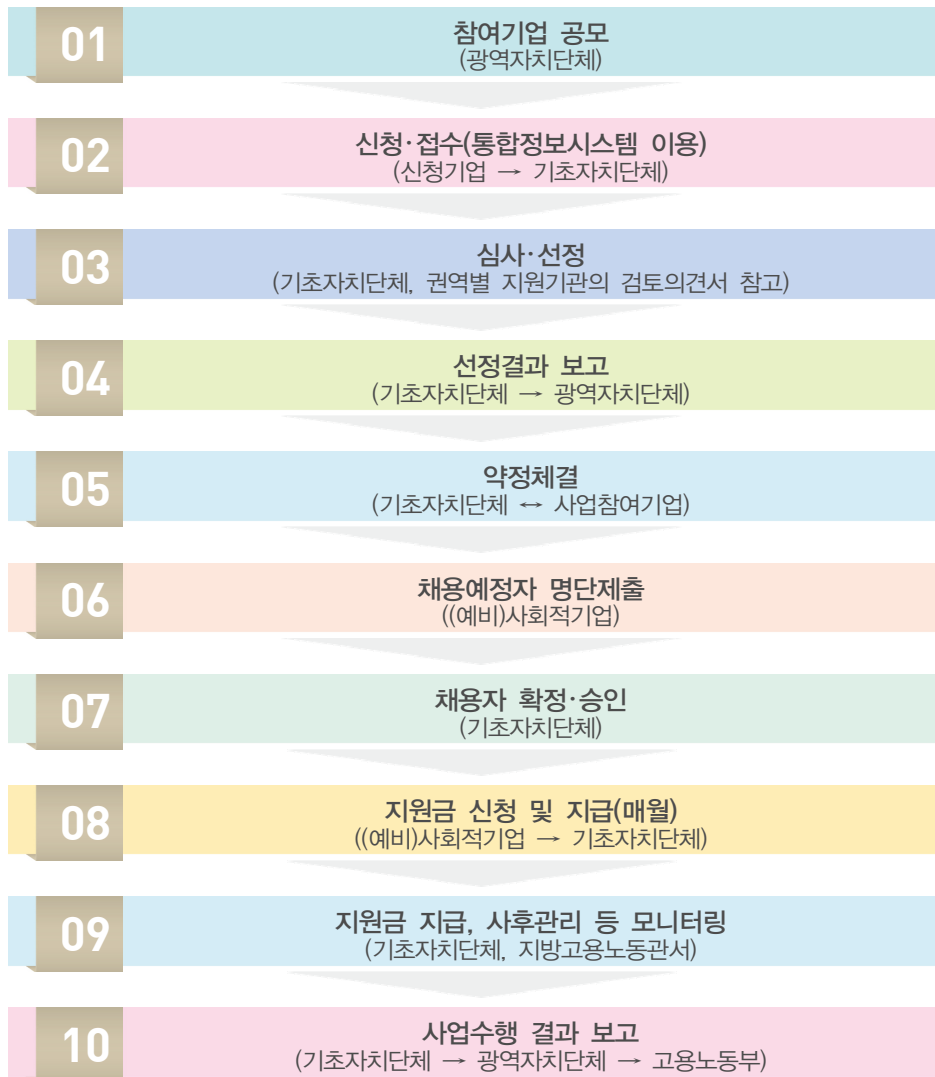 01
참여기업 공모
(광역자치단체)
02
신청·접수(통합정보시스템 이용)
(신청기업 → 기초자치단체)
03
심사·선정
(기초자치단체, 권역별 지원기관의 검토의견서 참고)
04
선정결과 보고
(기초자치단체 → 광역자치단체)
05
약정체결
(기초자치단체 ↔ 사업참여기업)
06
채용예정자 명단제출
((예비)사회적기업)
07
채용자 확정·승인
(기초자치단체)
08
지원금 신청 및 지급(매월)
((예비)사회적기업 → 기초자치단체)
09
지원금 지급, 사후관리 등 모니터링
(기초자치단체, 지방고용노동관서)
10
사업수행 결과 보고
(기초자치단체 → 광역자치단체 → 고용노동부)